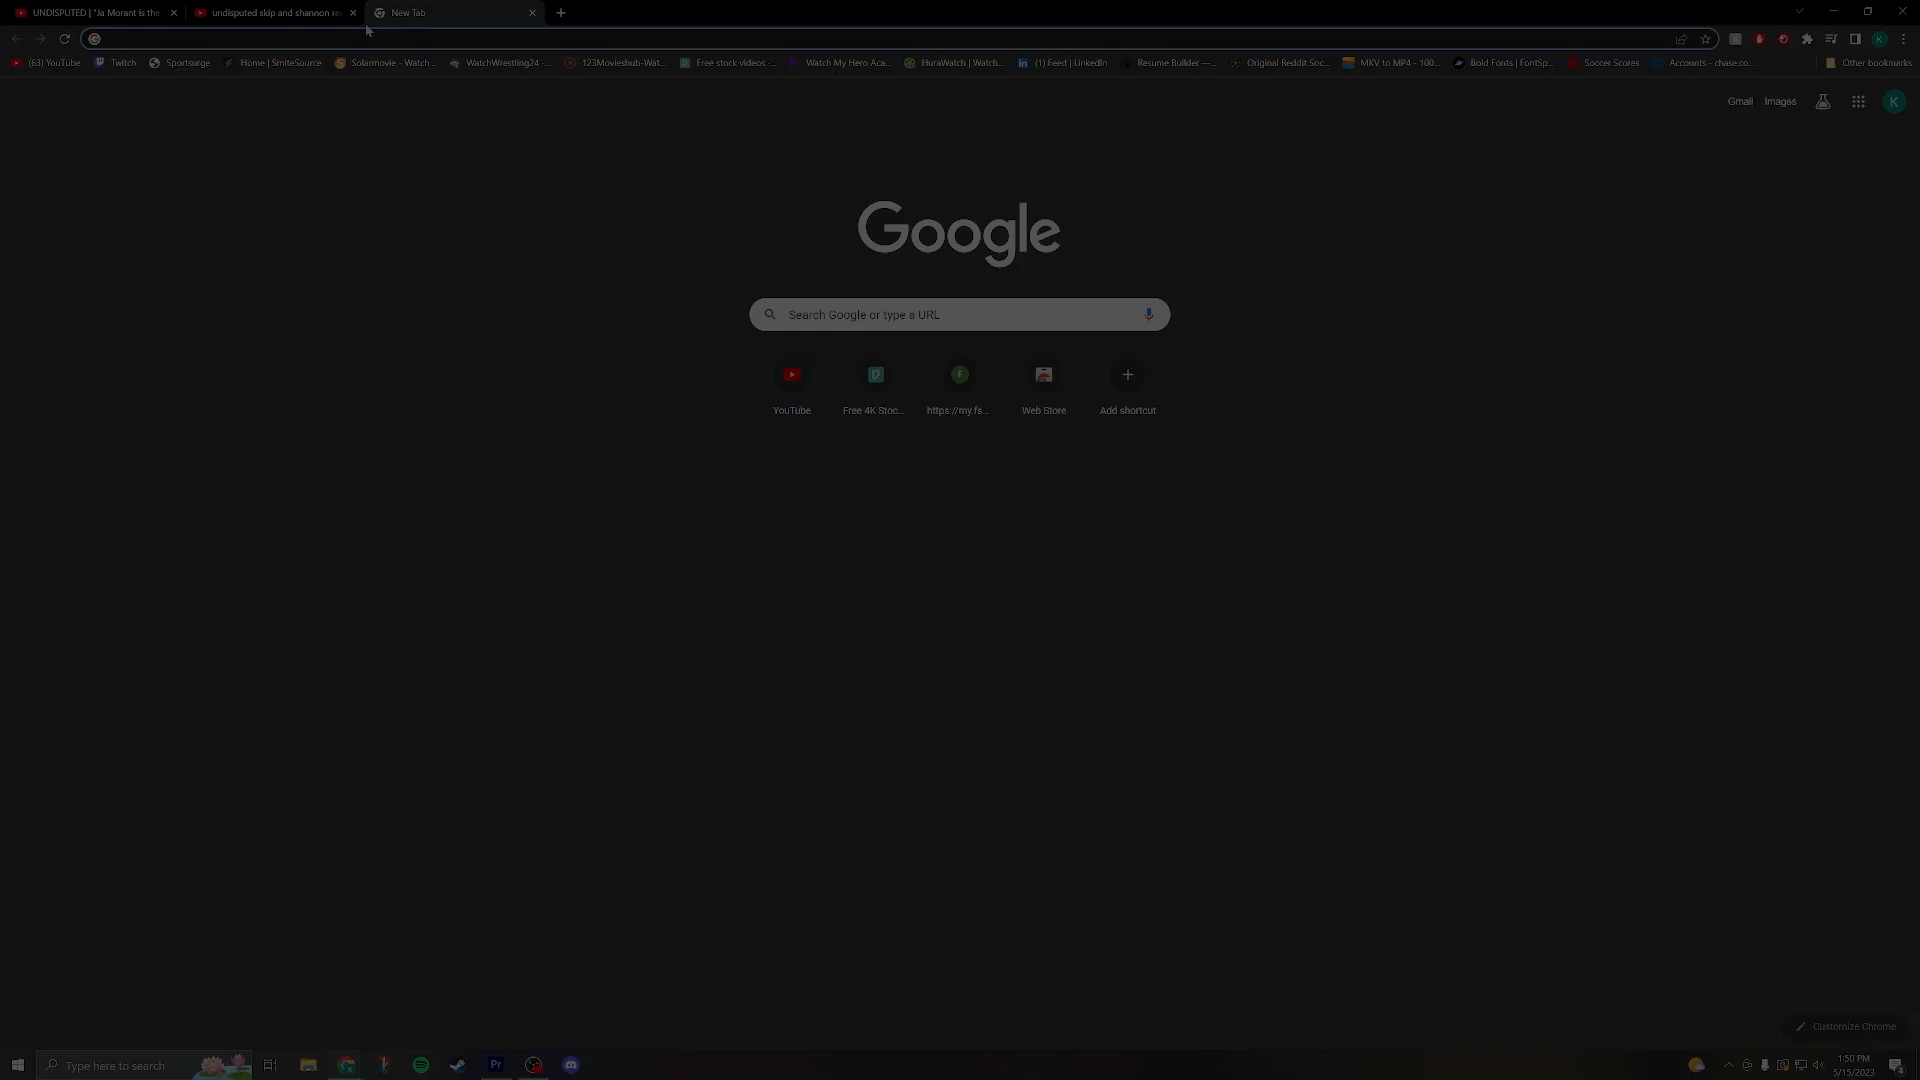 UNDISPUTED | "Ja Morant is the
undisputed skip and shannon re
New Tab
(63) YouTube
Twitch
Sportsurge
Home | SmiteSource
Solarmovie - Watch...
WatchWrestling24 -...
123Movieshub-Wat...
Free stock videos -...
Watch My Hero Aca...
HuraWatch | Watch...
(1) Feed | LinkedIn
Resume Builder —...
Original Reddit Soc...
MKV to MP4 - 100...
Bold Fonts | FontSp...
Soccer Scores
Accounts - chase.co...
Other bookmarks
Gmail
Images
K
Google
Search Google or type a URL
YouTube
Free 4K Stoc...
https://my.fs...
Web Store
Add shortcut
Customize Chrome
Type here to search
Pr
1:50 PM
5/15/2023